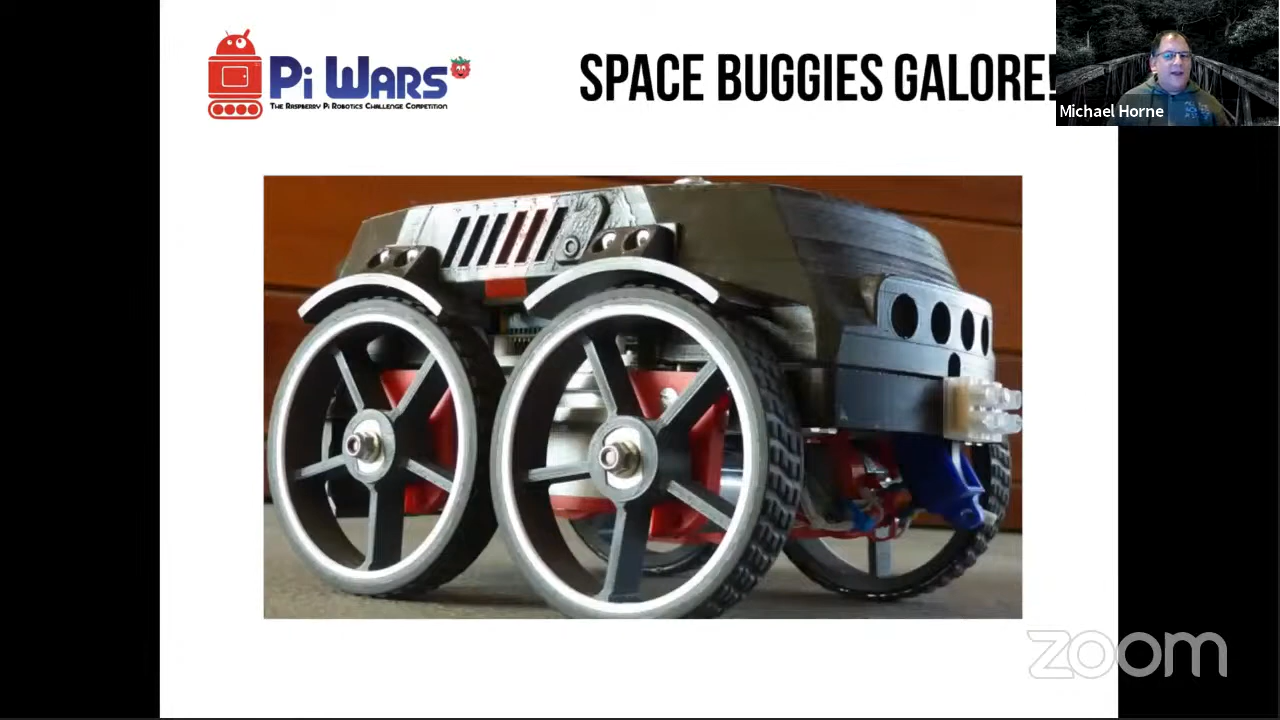 Pi Wars
The Raspberry Pi Robotics Challenge Competition
SPACE BUGGIES GALORE!
Michael Horne
zoom